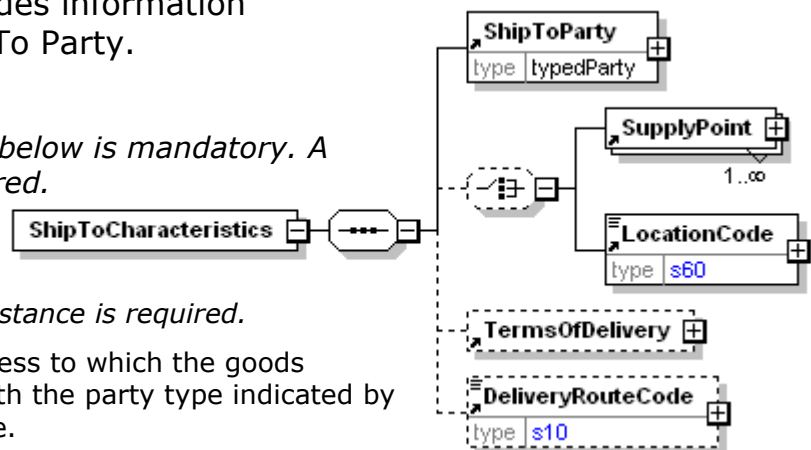 des information
To Party.
below is mandatory. A
red.
stance is required.
ess to which the goods
th the party type indicated by
e.
ShipToCharacteristics
ShipToParty
type typedParty
SupplyPoint
1..∞
LocationCode
type s60
TermsOfDelivery
DeliveryRouteCode
type s10